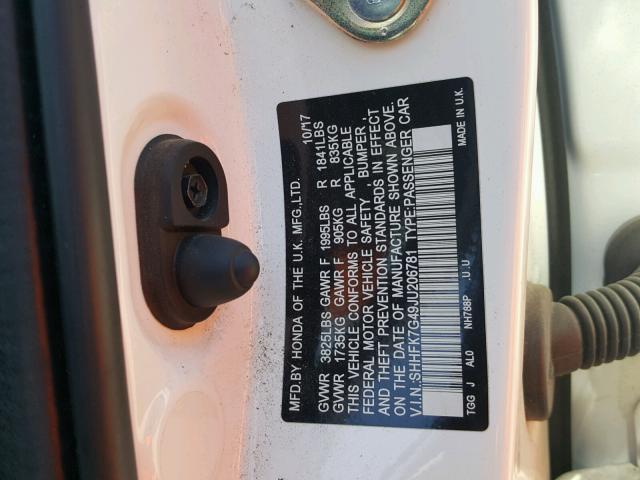 MFD.BY HONDA OF THE U.K. MFG.,LTD. 10/17
GVWR 3825LBS GAWR F 1995LBS R 1841LBS
GVWR 1735KG GAWR F 905KG R 835KG
THIS VEHICLE CONFORMS TO ALL APPLICABLE
FEDERAL MOTOR VEHICLE SAFETY , BUMPER ,
AND THEFT PREVENTION STANDARDS IN EFFECT
ON THE DATE OF MANUFACTURE SHOWN ABOVE.
V.I.N.:SHHFK7G49JU206781 TYPE:PASSENGER CAR
TGG J AL0 NH788P J U MADE IN U.K.